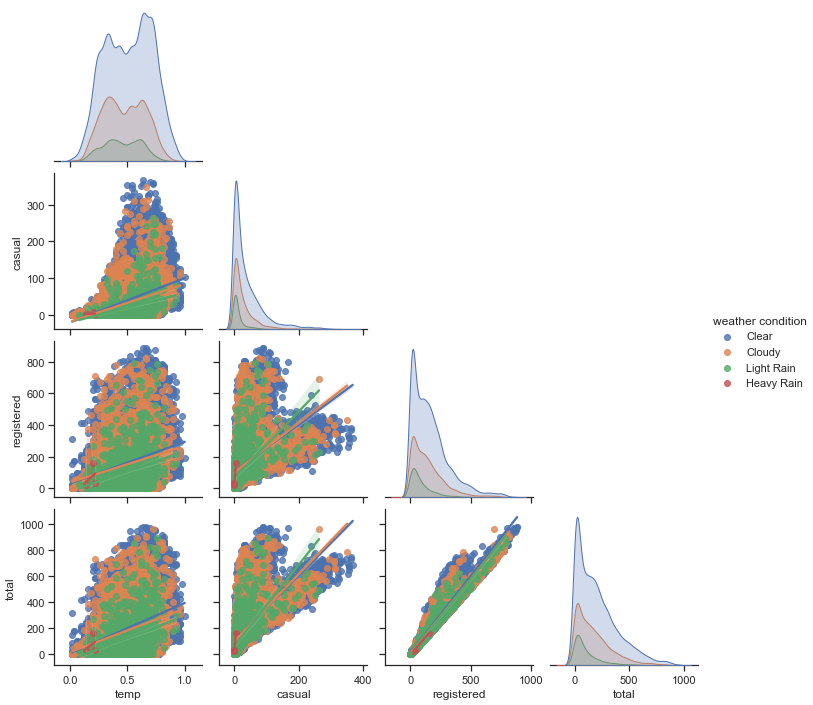 casual
300
200
100
0
weather condition
Clear
Cloudy
Light Rain
Heavy Rain
registered
800
600
400
200
0
total
1000
800
600
400
200
0
0.0 0.5 1.0
temp
0 200 400
casual
0 500 1000
registered
0 500 1000
total